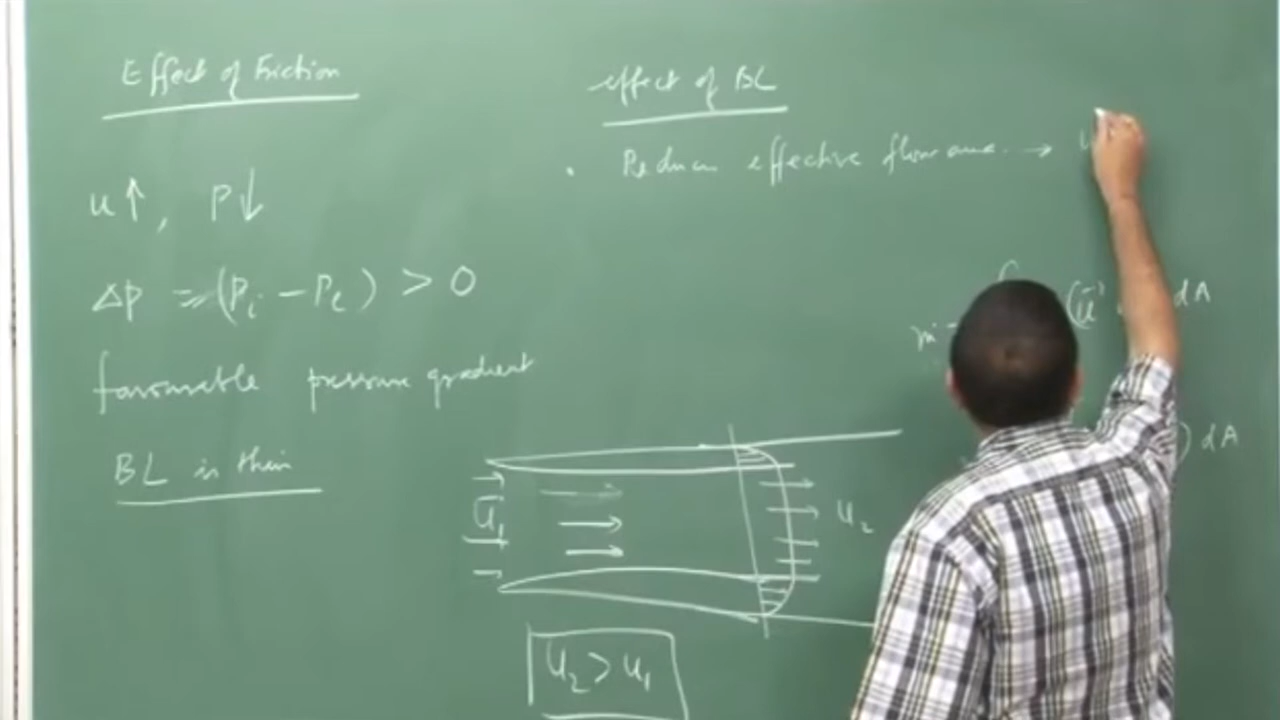 Effect of Friction
u↑, P↓
Δp = (Pi - Pe) > 0
favourable pressure gradient
BL is thin
effect of BL
. Reduces effective flow area → u
U1
u2
U2 > u1
dA
dA